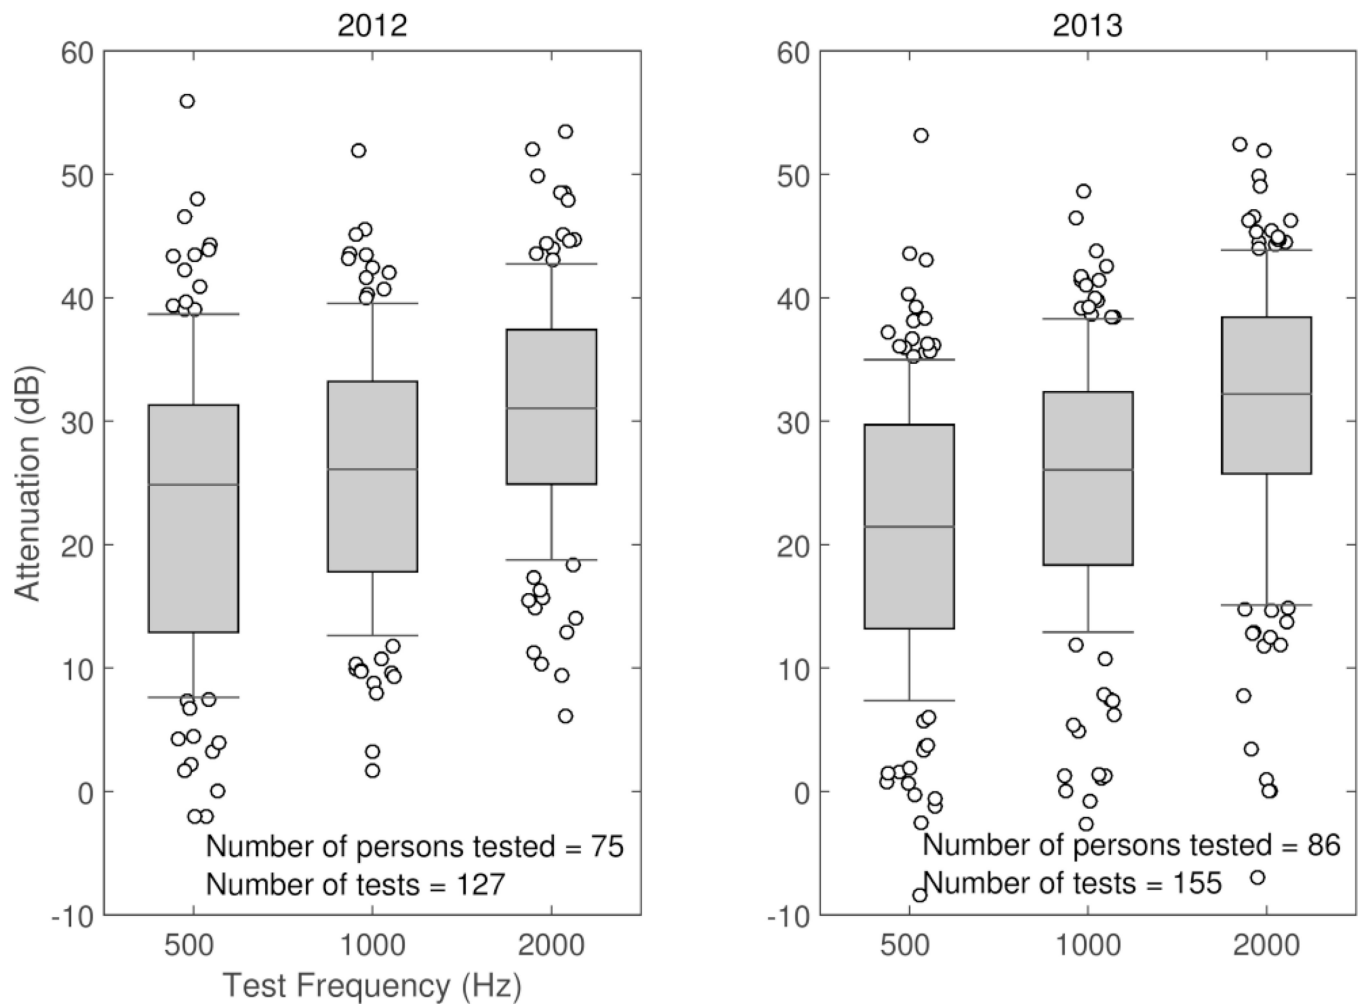 2012
60
50
40
30
20
10
0
-10
Attenuation (dB)
Number of persons tested = 75
Number of tests = 127
500 1000 2000
Test Frequency (Hz)
2013
60
50
40
30
20
10
0
-10
Number of persons tested = 86
Number of tests = 155
500 1000 2000